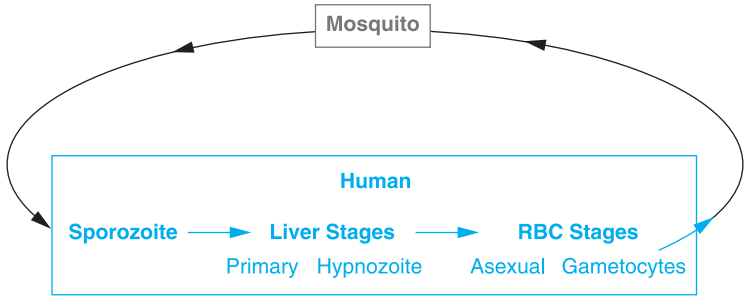 Mosquito
Human
Sporozoite Liver Stages RBC Stages
Primary Hypnozoite Asexual Gametocytes